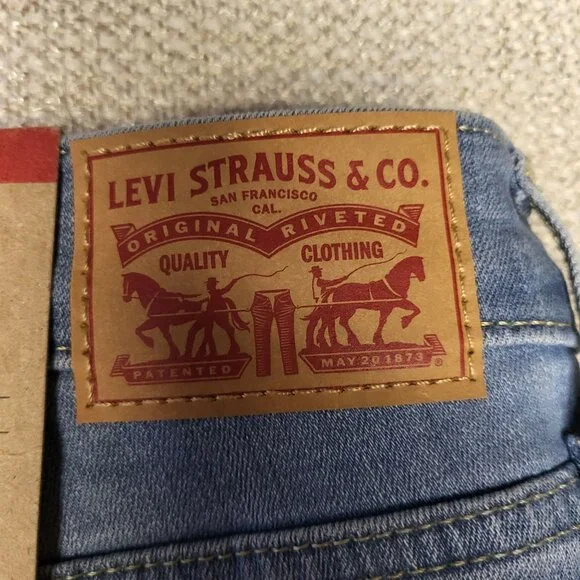 LEVI STRAUSS & CO.
SAN FRANCISCO
CAL.
ORIGINAL RIVETED
QUALITY CLOTHING
PATENTED MAY 20 1873 ®